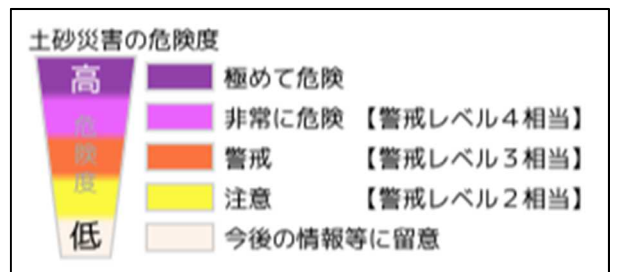 土砂災害の危険度
高 極めて危険
危 非常に危険 【警戒レベル４相当】
険 警戒 【警戒レベル３相当】
度 注意 【警戒レベル２相当】
低 今後の情報等に留意